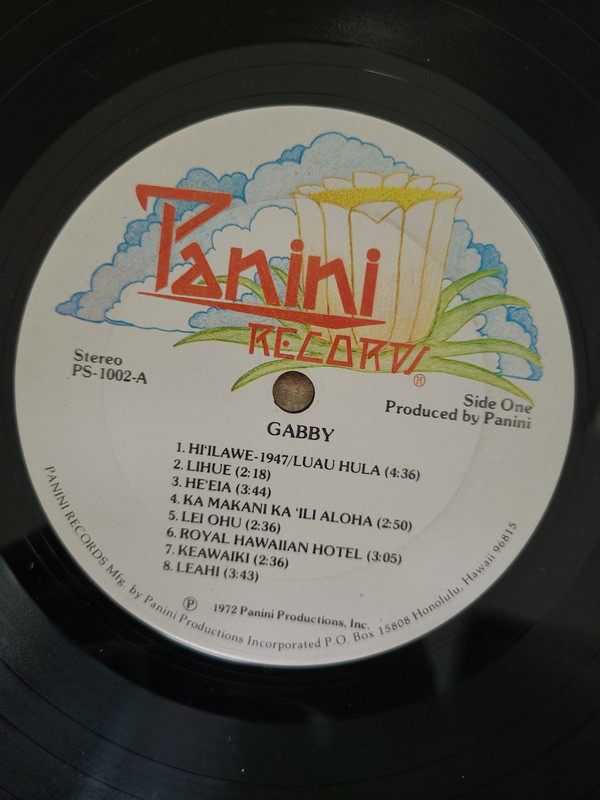 Panini
RECORDS
®
Stereo
PS-1002-A
Side One
Produced by Panini
GABBY
1. HI'ILAWE-1947/LUAU HULA (4:36)
2. LIHUE (2:18)
3. HE'EIA (3:44)
4. KA MAKANI KA 'ILI ALOHA (2:50)
5. LEI OHU (2:36)
6. ROYAL HAWAIIAN HOTEL (3:05)
7. KEAWAIKI (2:36)
8. LEAHI (3:43)
℗ 1972 Panini Productions, Inc.
PANINI RECORDS Mfg. by Panini Productions Incorporated P.O. Box 15808 Honolulu, Hawaii 96815